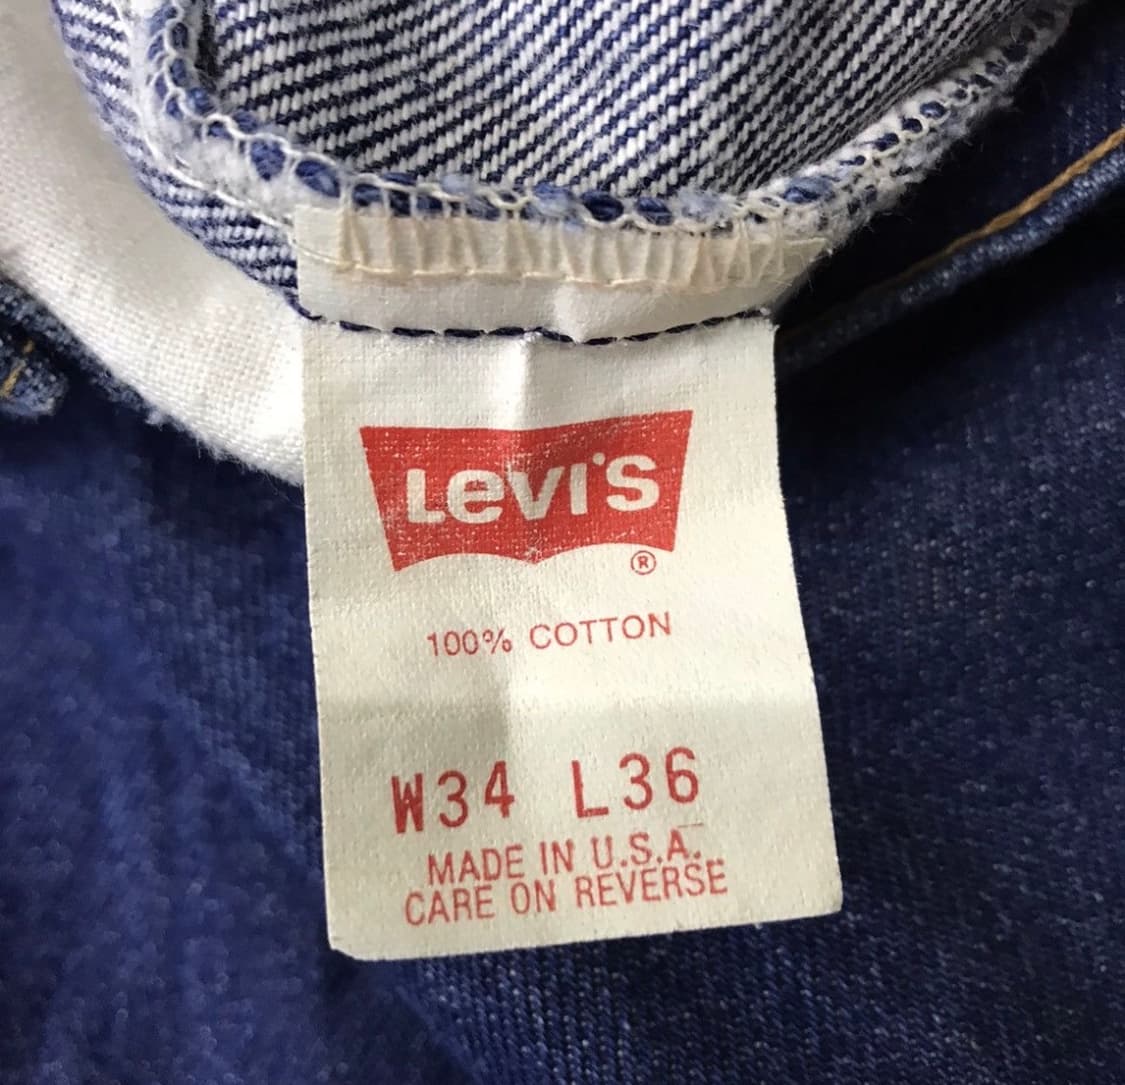 LEVI'S
®
100% COTTON
W34 L36
MADE IN U.S.A.
CARE ON REVERSE